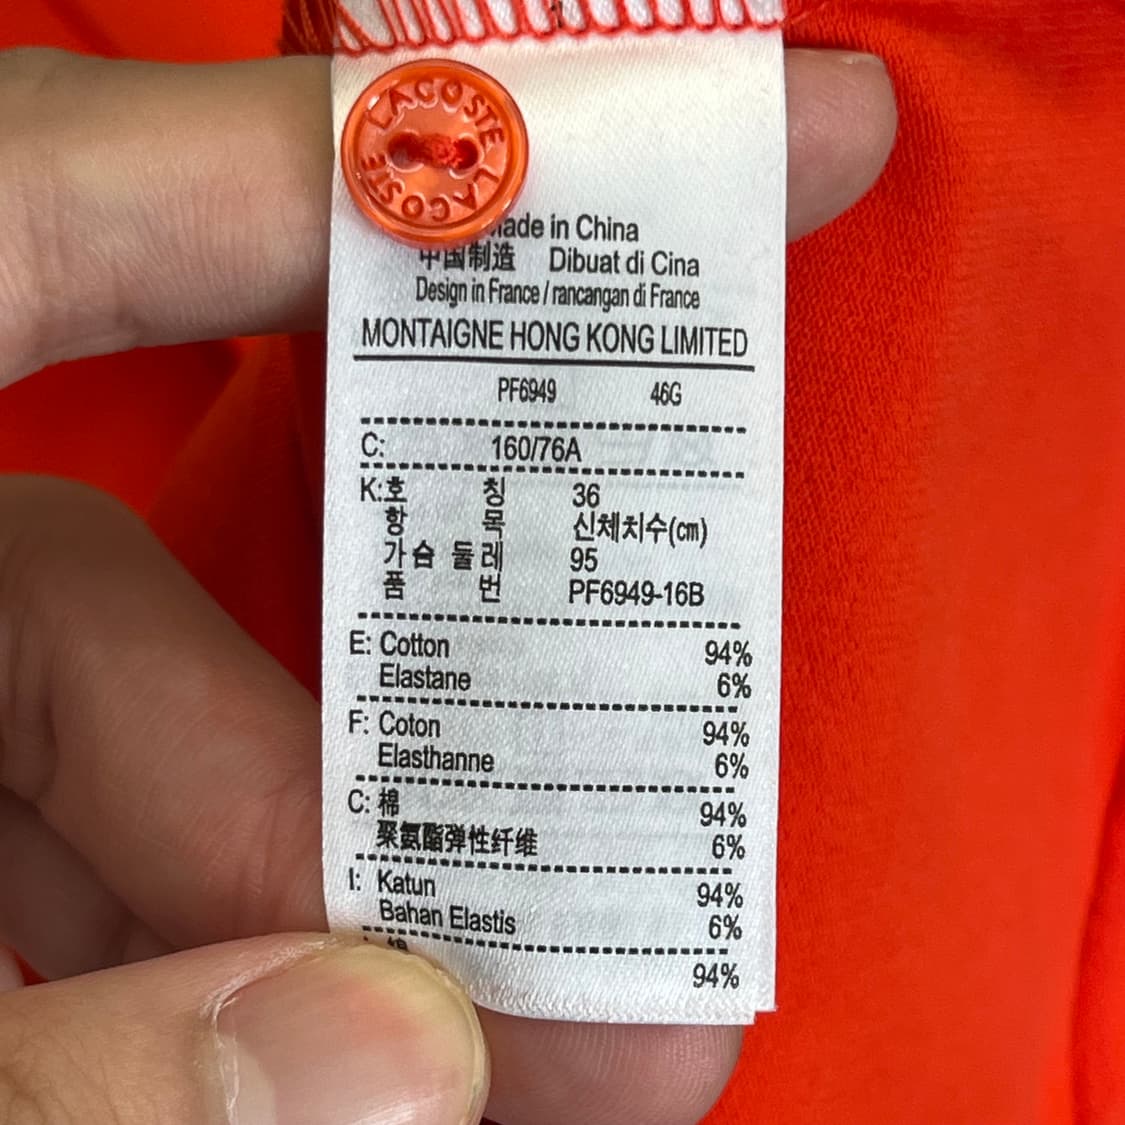 LACOSTE LACOSTE
Made in China
中国制造 Dibuat di Cina
Design in France / rancangan di France
MONTAIGNE HONG KONG LIMITED
PF6949 46G
C: 160/76A
K:호 칭 36
항 목 신체치수(cm)
가슴 둘레 95
품 번 PF6949-16B
E: Cotton 94%
Elastane 6%
F: Coton 94%
Elasthanne 6%
C: 棉 94%
聚氨酯弹性纤维 6%
I: Katun 94%
Bahan Elastis 6%
94%